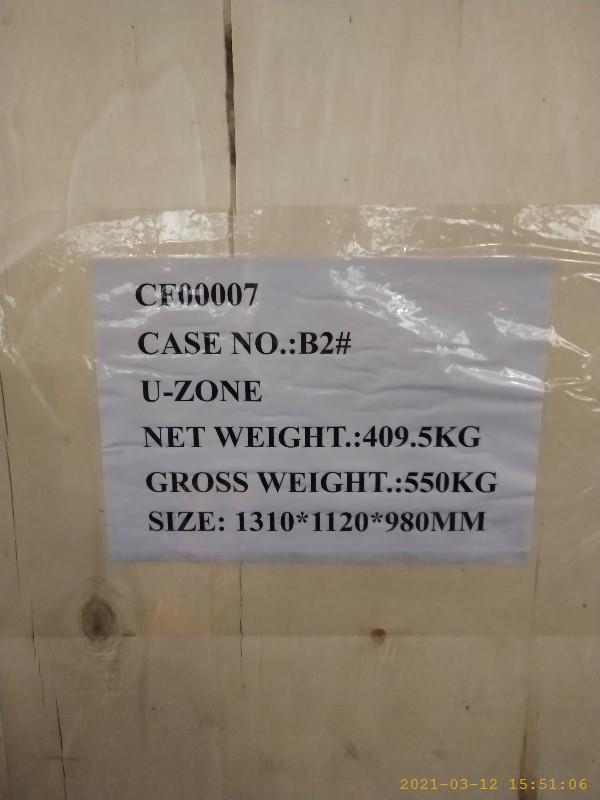 CF00007
CASE NO.:B2#
U-ZONE
NET WEIGHT.:409.5KG
GROSS WEIGHT.:550KG
SIZE: 1310*1120*980MM
2021-03-12 15:51:06